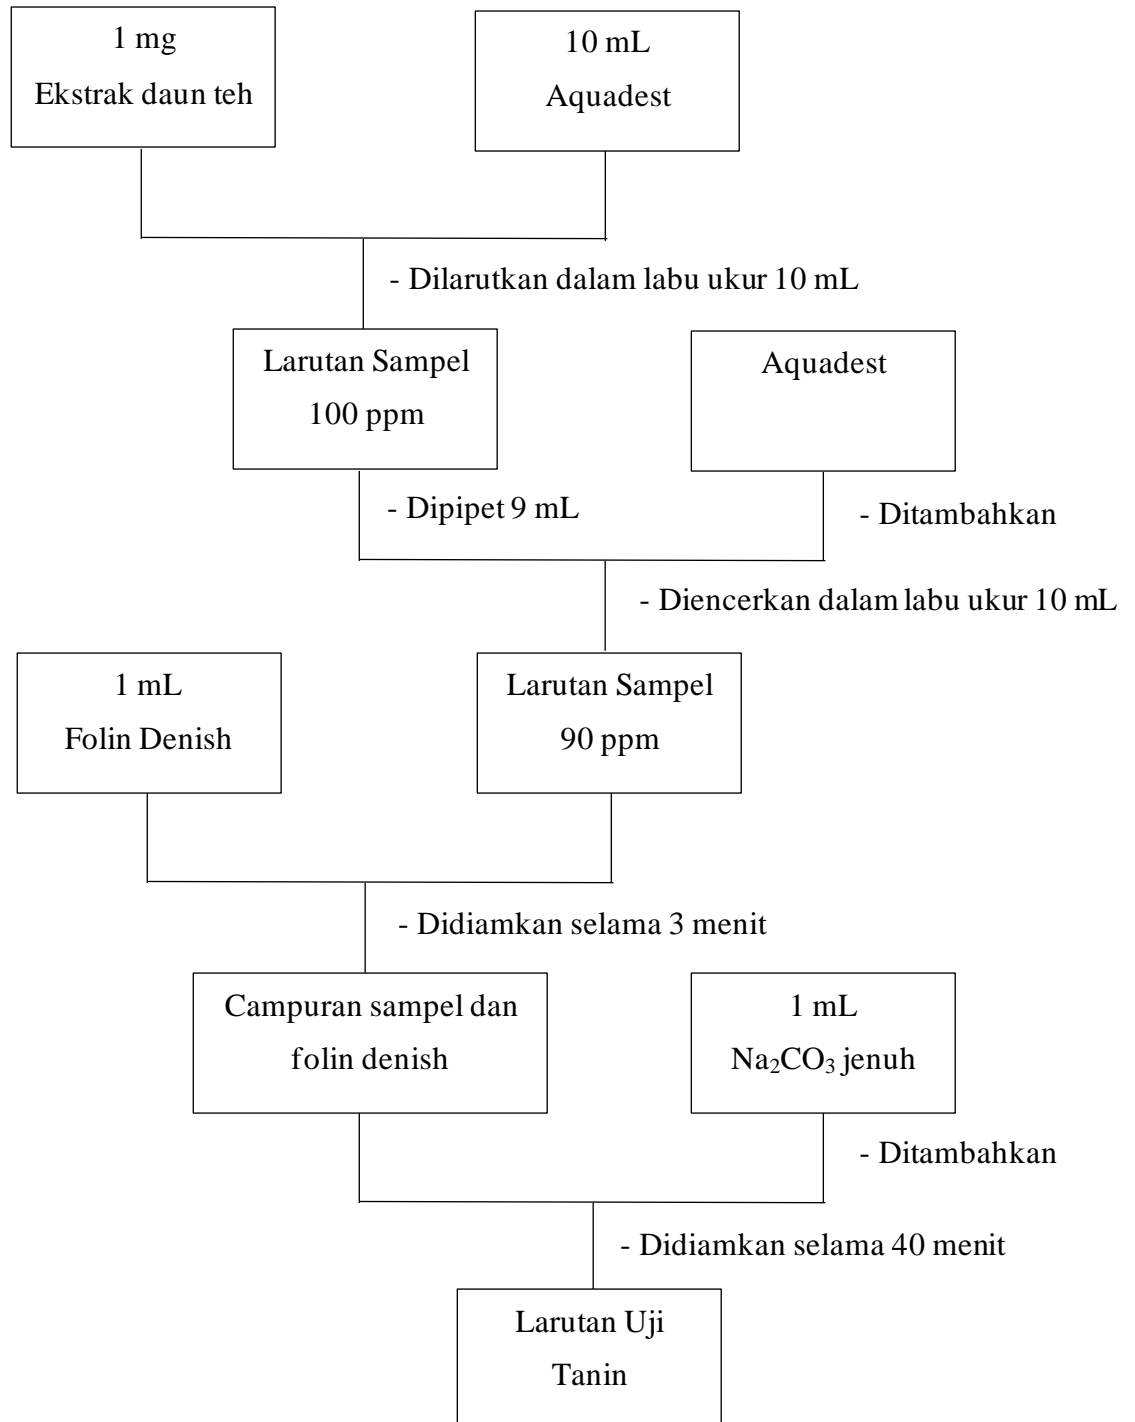 1 mg
Ekstrak daun teh
10 mL
Aquadest
- Dilarutkan dalam labu ukur 10 mL
Larutan Sampel
100 ppm
Aquadest
- Dipipet 9 mL
- Ditambahkan
- Diencerkan dalam labu ukur 10 mL
1 mL
Folin Denish
Larutan Sampel
90 ppm
- Didiamkan selama 3 menit
Campuran sampel dan
folin denish
1 mL
Na₂CO₃ jenuh
- Ditambahkan
- Didiamkan selama 40 menit
Larutan Uji
Tanin